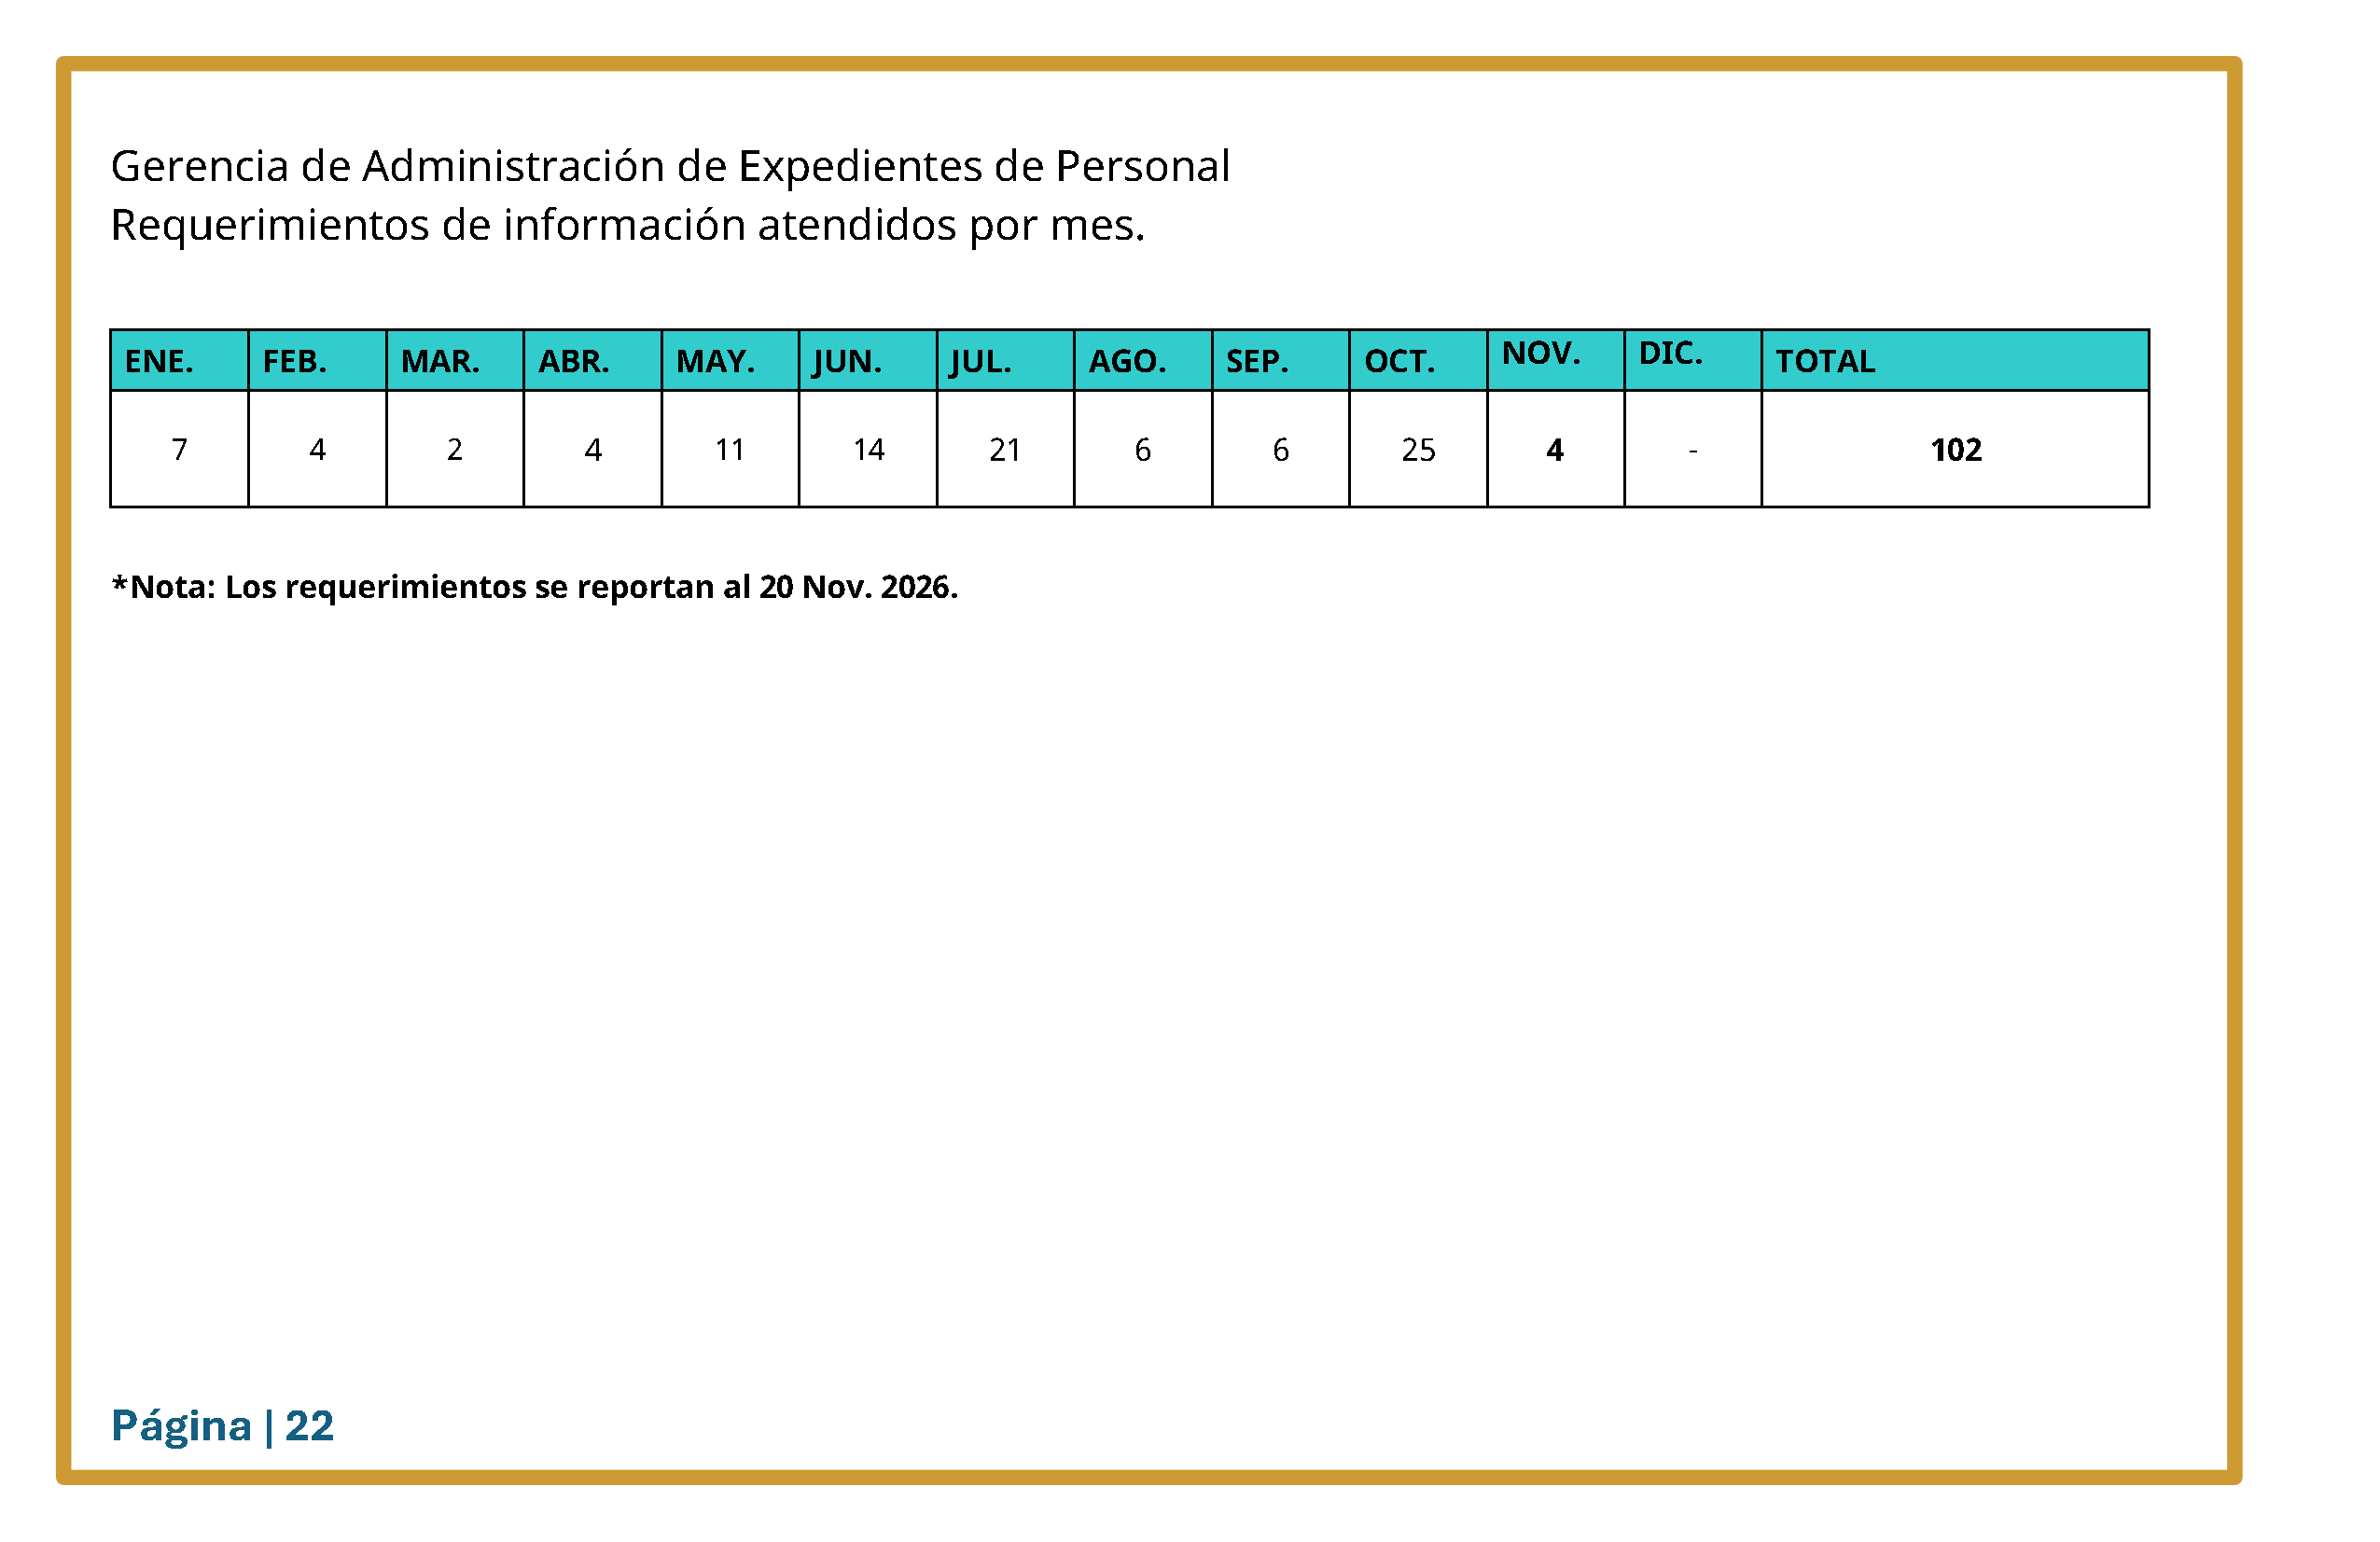 Gerencia de Administración de Expedientes de Personal
Requerimientos de información atendidos por mes.
ENE. FEB. MAR. ABR. MAY. JUN. JUL. AGO. SEP. OCT. NOV. DIC. TOTAL
7 4 2 4 11 14 21 6 6 25 4 - 102
*Nota: Los requerimientos se reportan al 20 Nov. 2026.
Página | 22